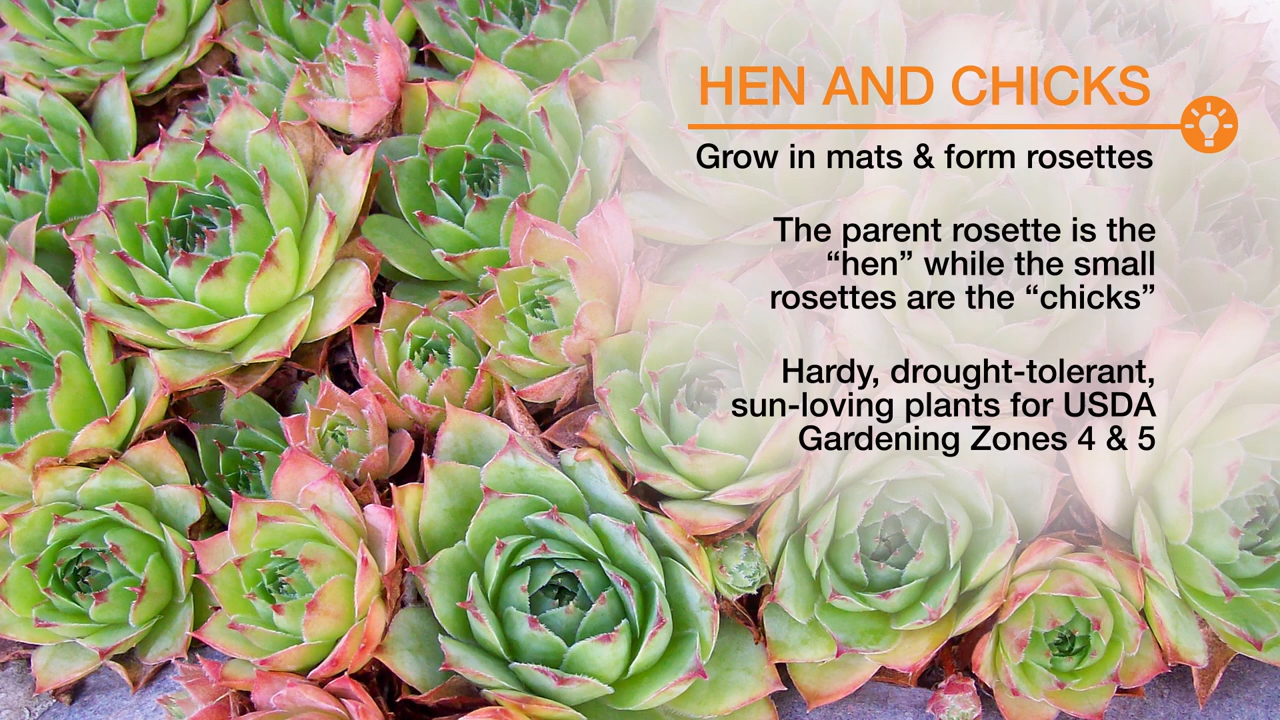 HEN AND CHICKS
Grow in mats & form rosettes
The parent rosette is the
“hen” while the small
rosettes are the “chicks”
Hardy, drought-tolerant,
sun-loving plants for USDA
Gardening Zones 4 & 5